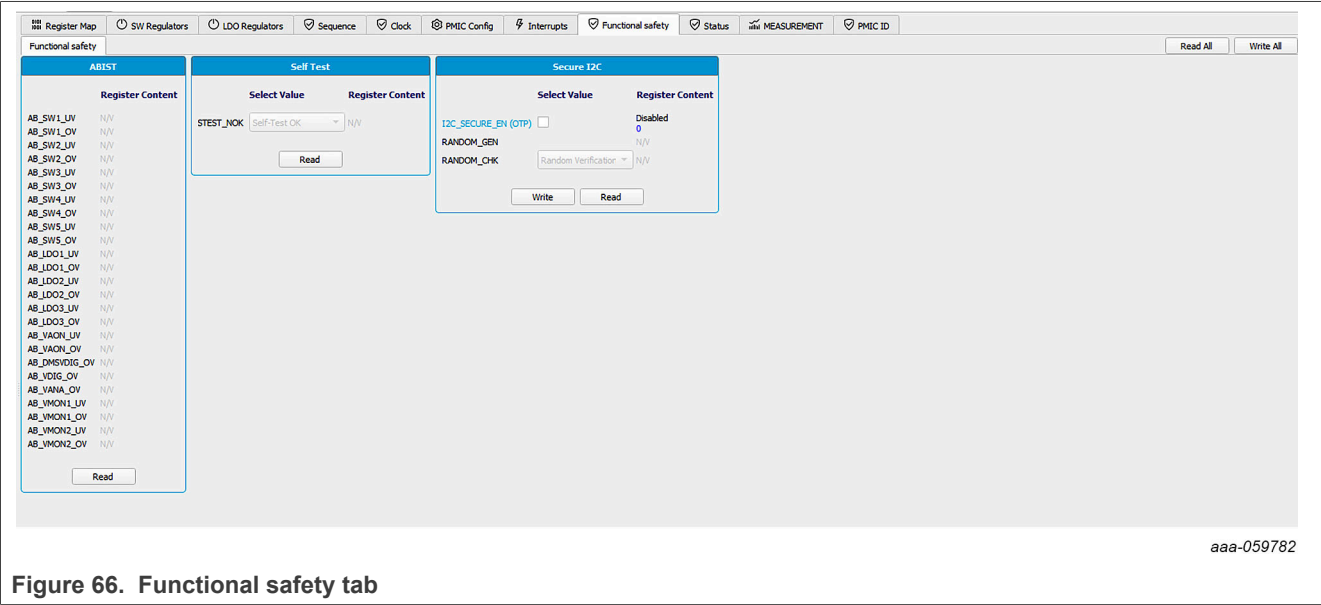 Register Map SW Regulators LDO Regulators Sequence Clock PMIC Config Interrupts Functional safety Status MEASUREMENT PMIC ID
Functional safety Read All Write All
ABIST
Register Content
AB_SW1_UV N/V
AB_SW1_OV N/V
AB_SW2_UV N/V
AB_SW2_OV N/V
AB_SW3_UV N/V
AB_SW3_OV N/V
AB_SW4_UV N/V
AB_SW4_OV N/V
AB_SW5_UV N/V
AB_SW5_OV N/V
AB_LDO1_UV N/V
AB_LDO1_OV N/V
AB_LDO2_UV N/V
AB_LDO2_OV N/V
AB_LDO3_UV N/V
AB_LDO3_OV N/V
AB_VAON_UV N/V
AB_VAON_OV N/V
AB_DMSVDIG_OV N/V
AB_VDIG_OV N/V
AB_VANA_OV N/V
AB_VMON1_UV N/V
AB_VMON1_OV N/V
AB_VMON2_UV N/V
AB_VMON2_OV N/V
Read
Self Test
Select Value Register Content
STEST_NOK Self-Test OK N/V
Read
Secure I2C
Select Value Register Content
I2C_SECURE_EN (OTP) Disabled
0
RANDOM_GEN N/V
RANDOM_CHK Random Verification N/V
Write Read
aaa-059782
Figure 66. Functional safety tab